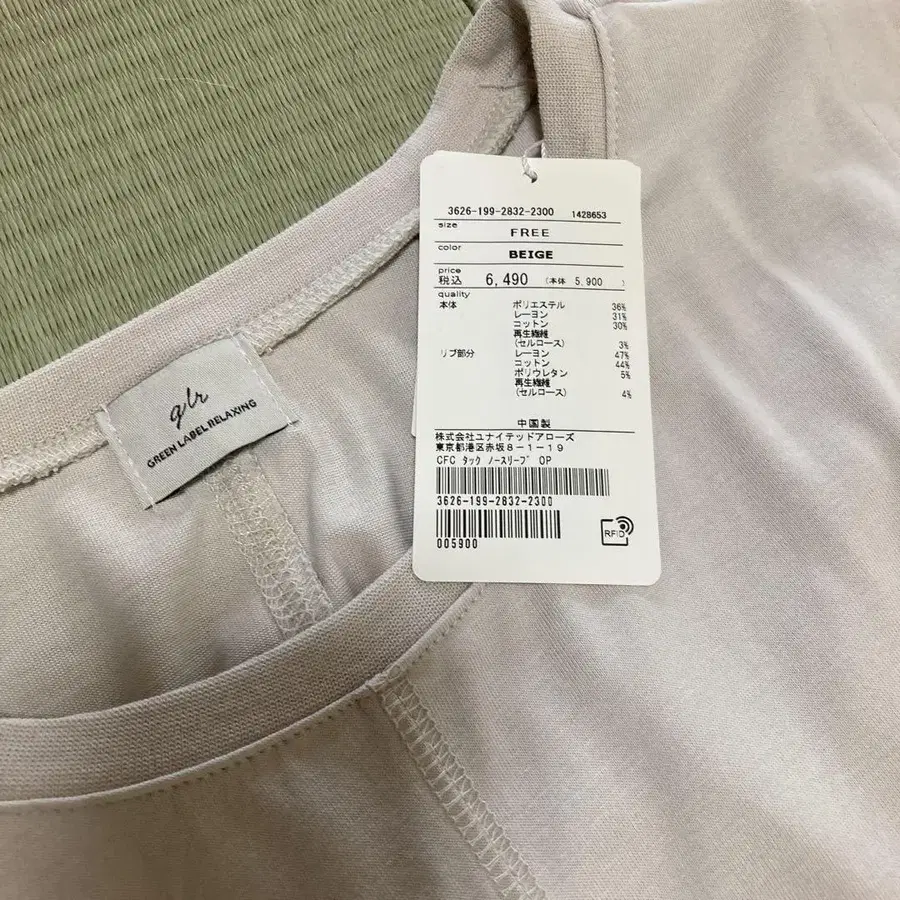 glr
GREEN LABEL RELAXING
3626-199-2832-2300 1428653
size FREE
color BEIGE
price
税込 6,490 (本体 5,900 )
quality
本体 ポリエステル 36%
レーヨン 31%
コットン 30%
再生繊維
(セルロース) 3%
リブ部分 レーヨン 47%
コットン 44%
ポリウレタン 5%
再生繊維
(セルロース) 4%
中国製
株式会社ユナイテッドアローズ
東京都港区赤坂8-1-19
CFC タック ノースリーブ OP
3626-199-2832-2300
005900
RFID